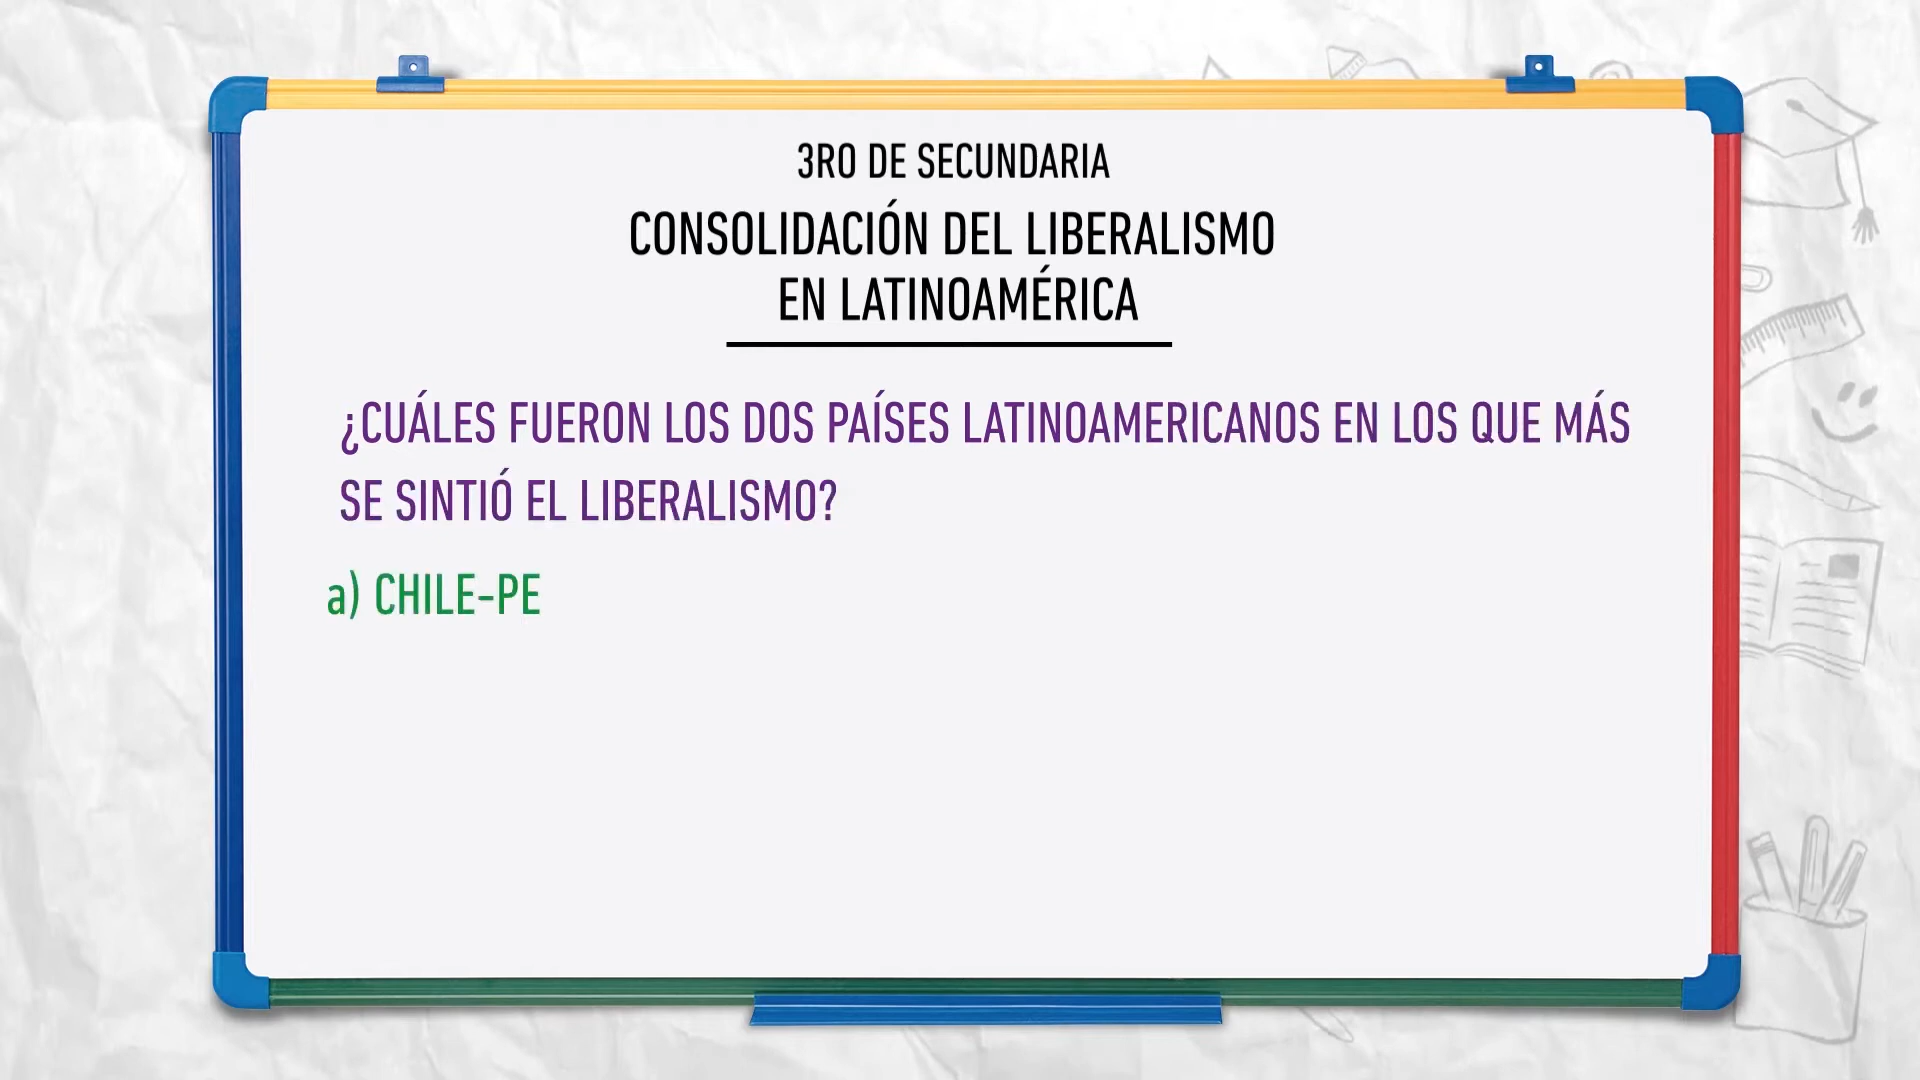 3RO DE SECUNDARIA
CONSOLIDACIÓN DEL LIBERALISMO
EN LATINOAMÉRICA
¿CUÁLES FUERON LOS DOS PAÍSES LATINOAMERICANOS EN LOS QUE MÁS
SE SINTIÓ EL LIBERALISMO?
a) CHILE-PE